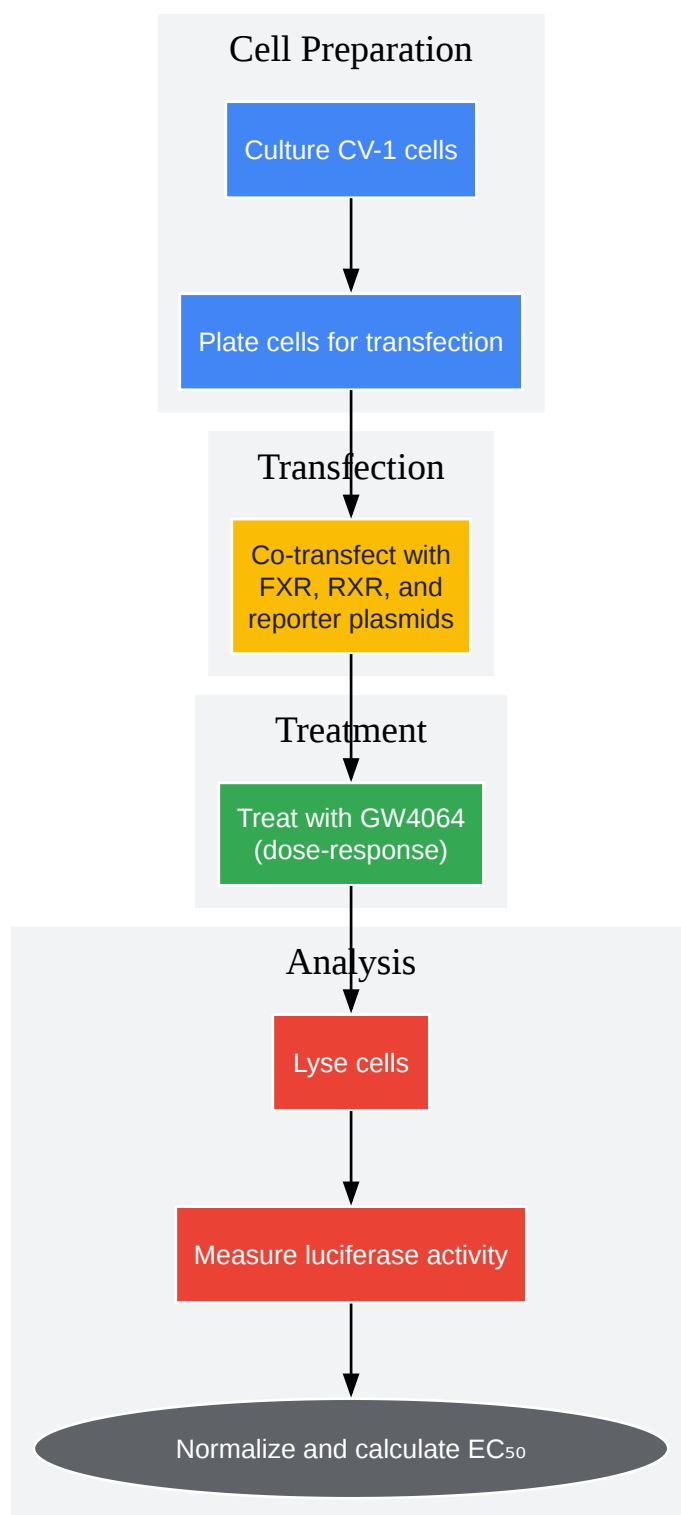 Cell Preparation
Culture CV-1 cells
Plate cells for transfection
Transfection
Co-transfect with
FXR, RXR, and
reporter plasmids
Treatment
Treat with GW4064
(dose-response)
Analysis
Lyse cells
Measure luciferase activity
Normalize and calculate EC₅₀